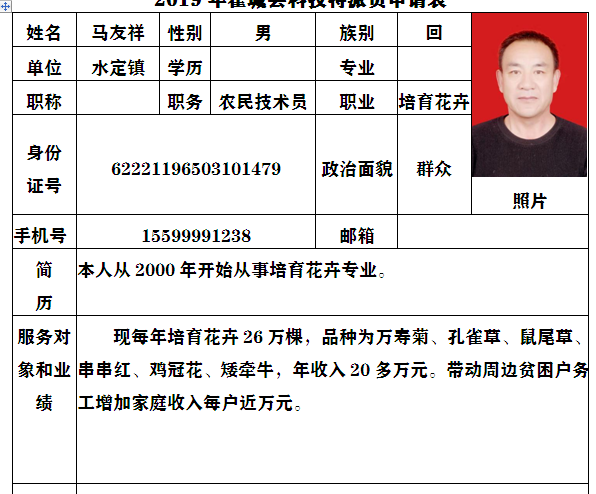 2019 年霍城县科技特派员申请表
姓名 马友祥 性别 男 族别 回
单位 水定镇 学历 专业
职称 职务 农民技术员 职业 培育花卉
身份
证号 62221196503101479 政治面貌 群众
照片
手机号 15599991238 邮箱
简
历
本人从 2000 年开始从事培育花卉专业。
服务对
象和业
绩
现每年培育花卉 26 万棵，品种为万寿菊、孔雀草、鼠尾草、
串串红、鸡冠花、矮牵牛，年收入 20 多万元。带动周边贫困户务
工增加家庭收入每户近万元。